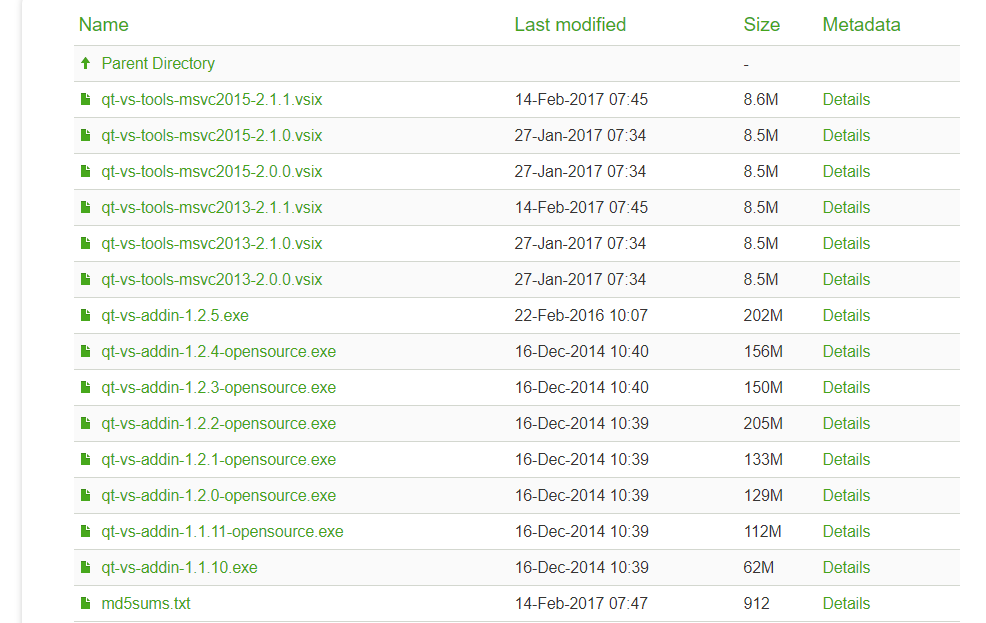 Name Last modified Size Metadata
Parent Directory -
qt-vs-tools-msvc2015-2.1.1.vsix 14-Feb-2017 07:45 8.6M Details
qt-vs-tools-msvc2015-2.1.0.vsix 27-Jan-2017 07:34 8.5M Details
qt-vs-tools-msvc2015-2.0.0.vsix 27-Jan-2017 07:34 8.5M Details
qt-vs-tools-msvc2013-2.1.1.vsix 14-Feb-2017 07:45 8.5M Details
qt-vs-tools-msvc2013-2.1.0.vsix 27-Jan-2017 07:34 8.5M Details
qt-vs-tools-msvc2013-2.0.0.vsix 27-Jan-2017 07:34 8.5M Details
qt-vs-addin-1.2.5.exe 22-Feb-2016 10:07 202M Details
qt-vs-addin-1.2.4-opensource.exe 16-Dec-2014 10:40 156M Details
qt-vs-addin-1.2.3-opensource.exe 16-Dec-2014 10:40 150M Details
qt-vs-addin-1.2.2-opensource.exe 16-Dec-2014 10:39 205M Details
qt-vs-addin-1.2.1-opensource.exe 16-Dec-2014 10:39 133M Details
qt-vs-addin-1.2.0-opensource.exe 16-Dec-2014 10:39 129M Details
qt-vs-addin-1.1.11-opensource.exe 16-Dec-2014 10:39 112M Details
qt-vs-addin-1.1.10.exe 16-Dec-2014 10:39 62M Details
md5sums.txt 14-Feb-2017 07:47 912 Details